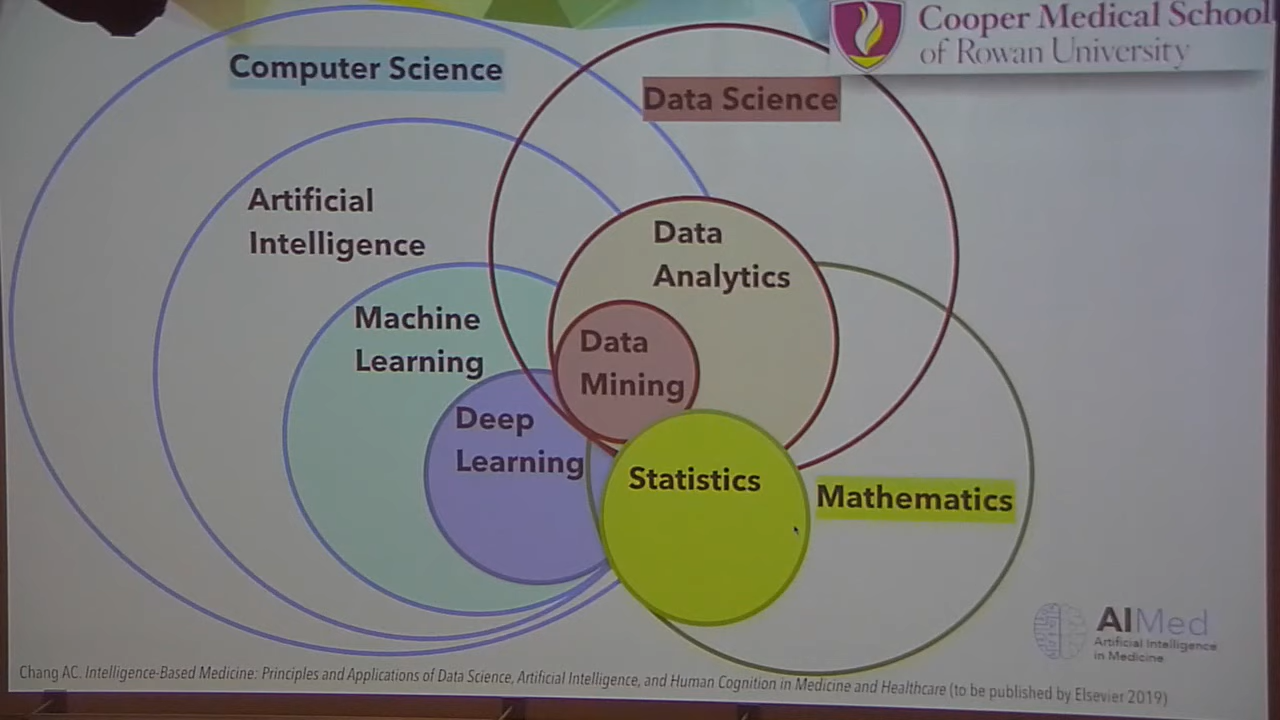 Cooper Medical School
of Rowan University
Computer Science
Data Science
Artificial
Intelligence
Data
Analytics
Machine
Learning
Data
Mining
Deep
Learning
Statistics
Mathematics
AIMed
Artificial Intelligence
in Medicine
Chang AC. Intelligence-Based Medicine: Principles and Applications of Data Science, Artificial Intelligence, and Human Cognition in Medicine and Healthcare (to be published by Elsevier 2019)